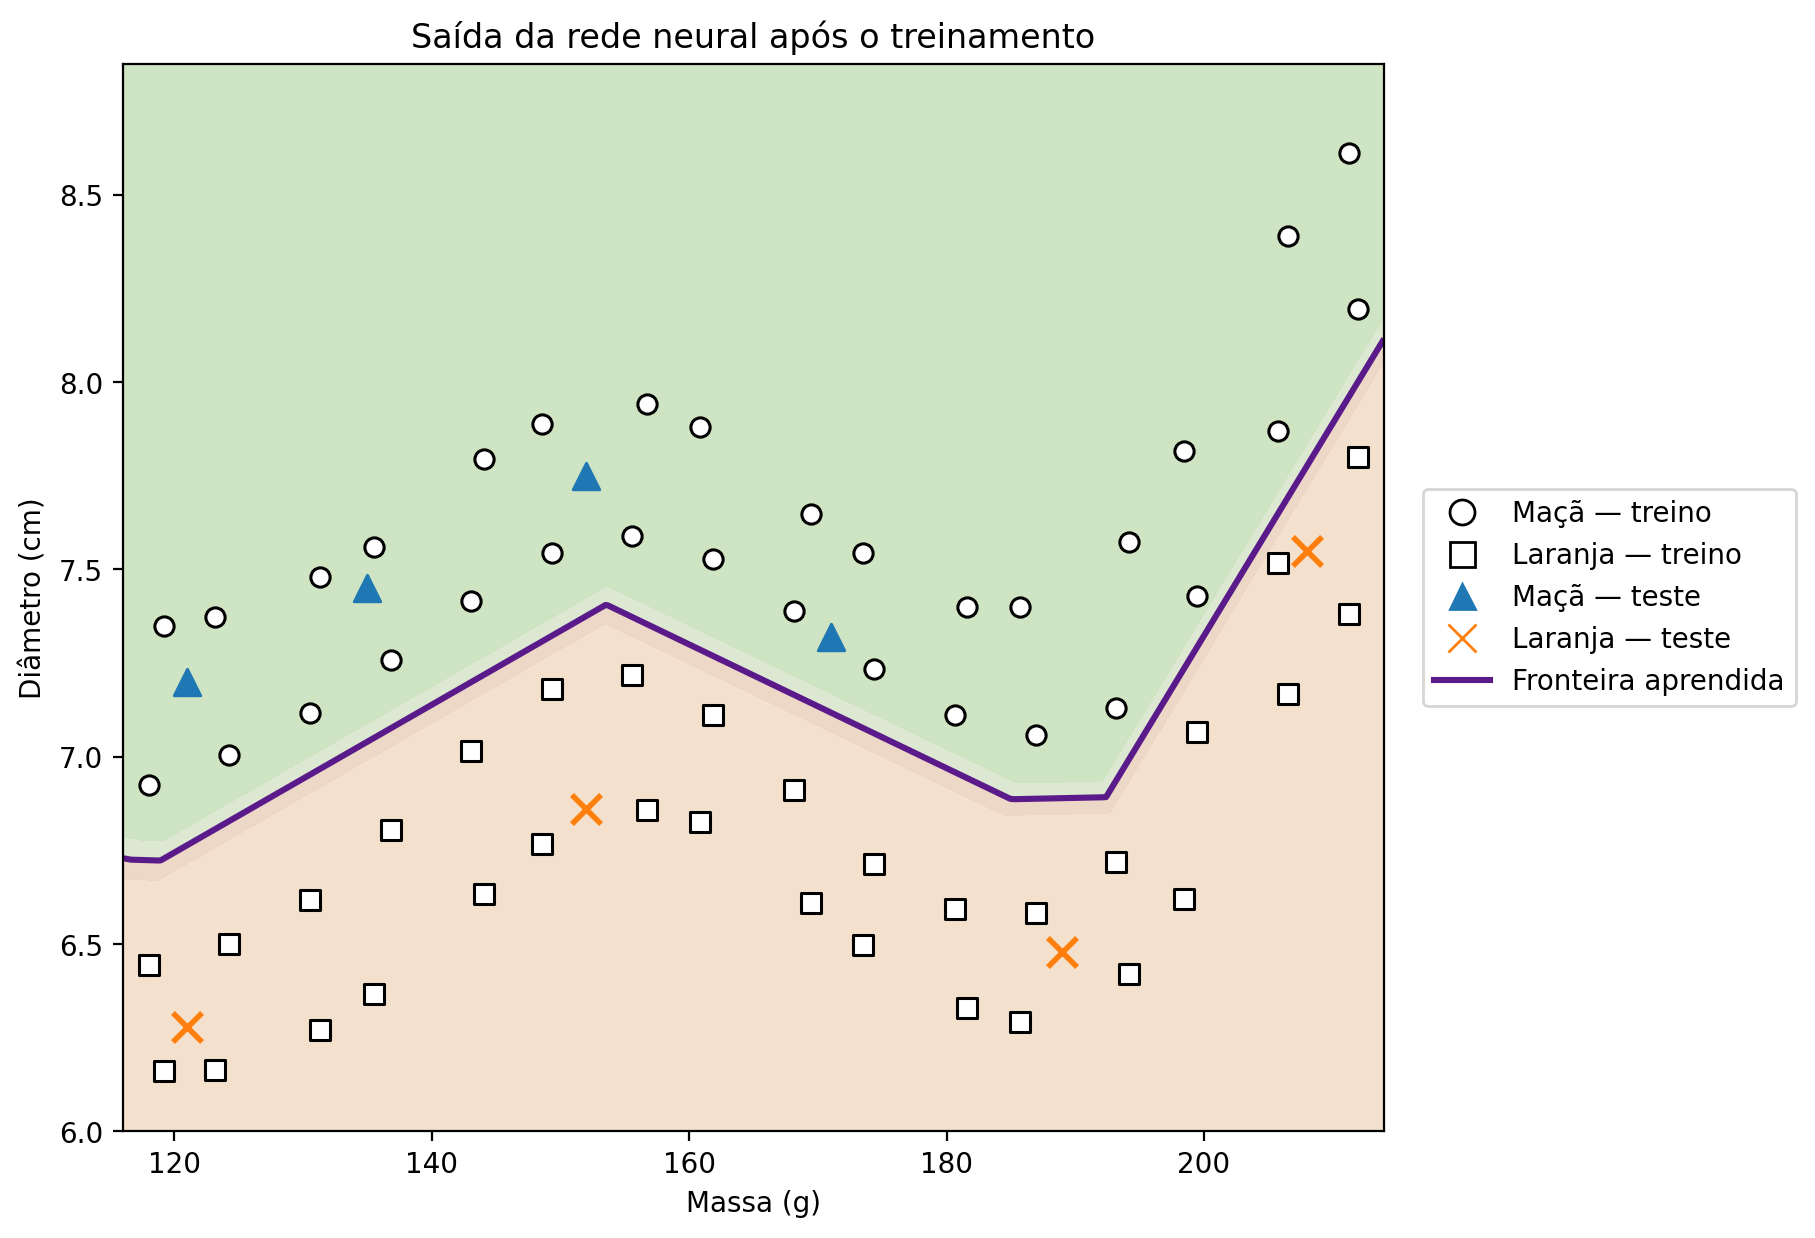 Saída da rede neural após o treinamento
Diâmetro (cm)
8.5
8.0
7.5
7.0
6.5
6.0
120 140 160 180 200
Massa (g)
Maçã — treino
Laranja — treino
Maçã — teste
Laranja — teste
Fronteira aprendida